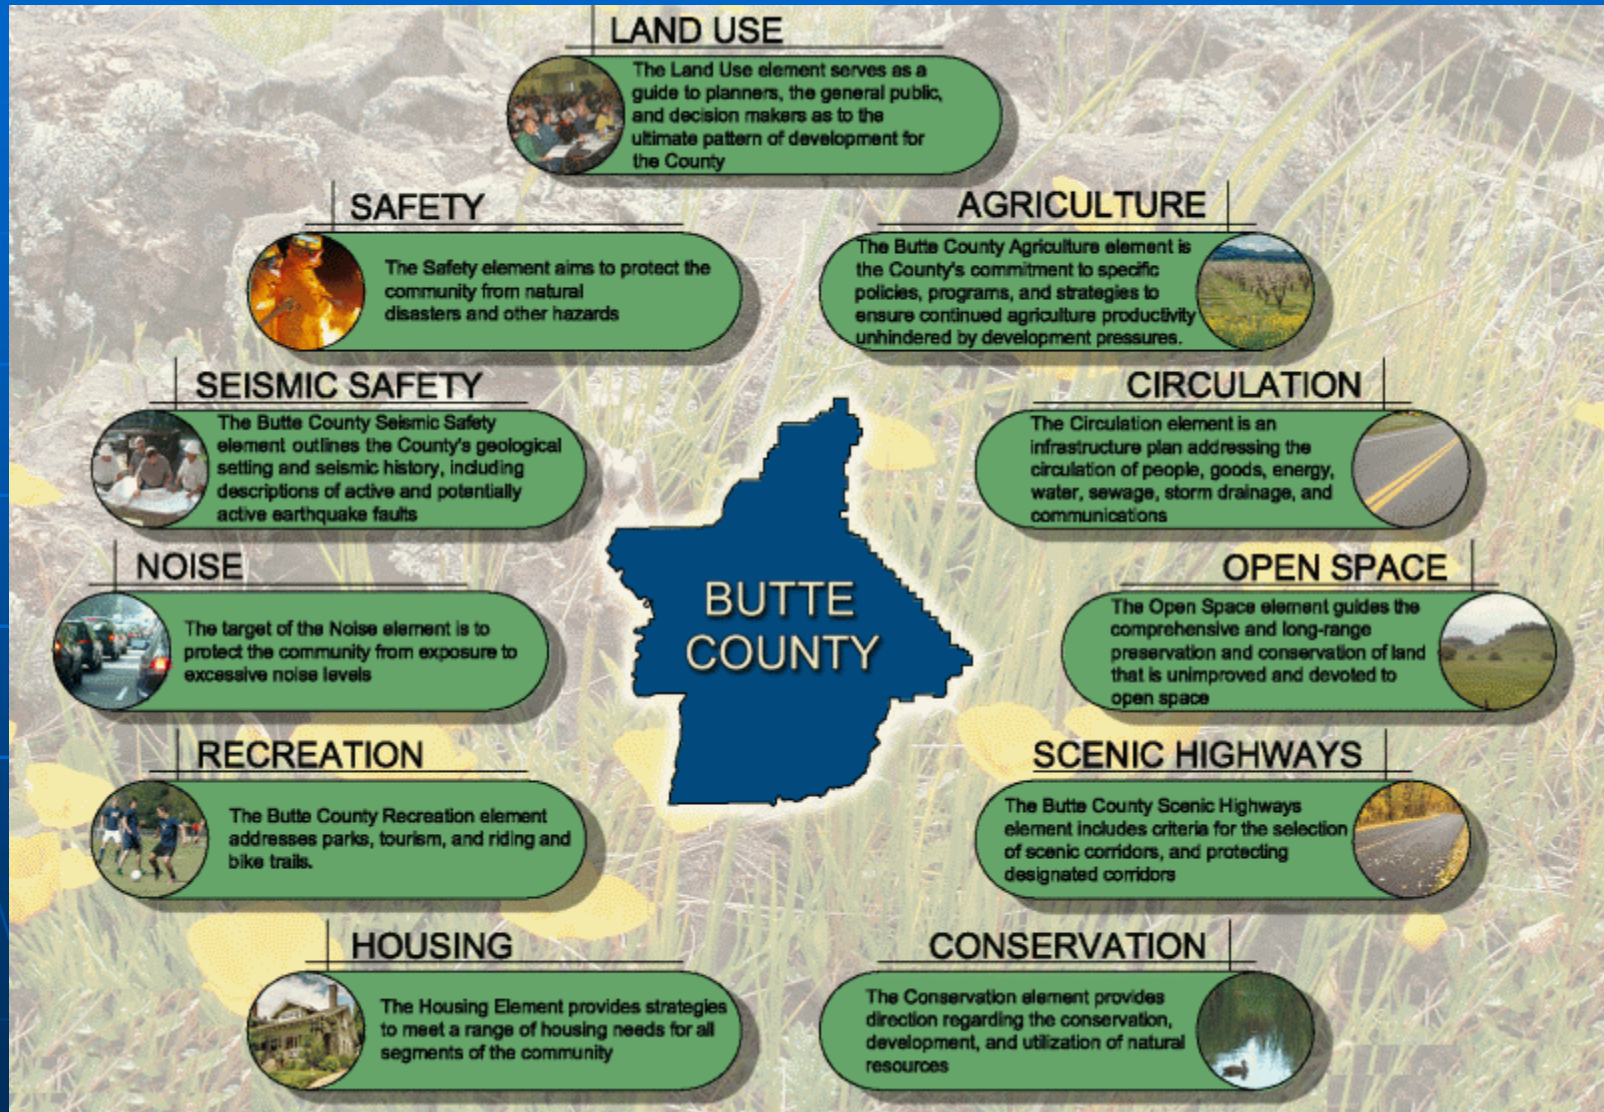 LAND USE
The Land Use element serves as a
guide to planners, the general public,
and decision makers as to the
ultimate pattern of development for
the County
SAFETY
The Safety element aims to protect the
community from natural
disasters and other hazards
AGRICULTURE
The Butte County Agriculture element is
the County's commitment to specific
policies, programs, and strategies to
ensure continued agriculture productivity
unhindered by development pressures.
SEISMIC SAFETY
The Butte County Seismic Safety
element outlines the County's geological
setting and seismic history, including
descriptions of active and potentially
active earthquake faults
CIRCULATION
The Circulation element is an
infrastructure plan addressing the
circulation of people, goods, energy,
water, sewage, storm drainage, and
communications
NOISE
The target of the Noise element is to
protect the community from exposure to
excessive noise levels
BUTTE
COUNTY
OPEN SPACE
The Open Space element guides the
comprehensive and long-range
preservation and conservation of land
that is unimproved and devoted to
open space
RECREATION
The Butte County Recreation element
addresses parks, tourism, and riding and
bike trails.
SCENIC HIGHWAYS
The Butte County Scenic Highways
element includes criteria for the selection
of scenic corridors, and protecting
designated corridors
HOUSING
The Housing Element provides strategies
to meet a range of housing needs for all
segments of the community
CONSERVATION
The Conservation element provides
direction regarding the conservation,
development, and utilization of natural
resources